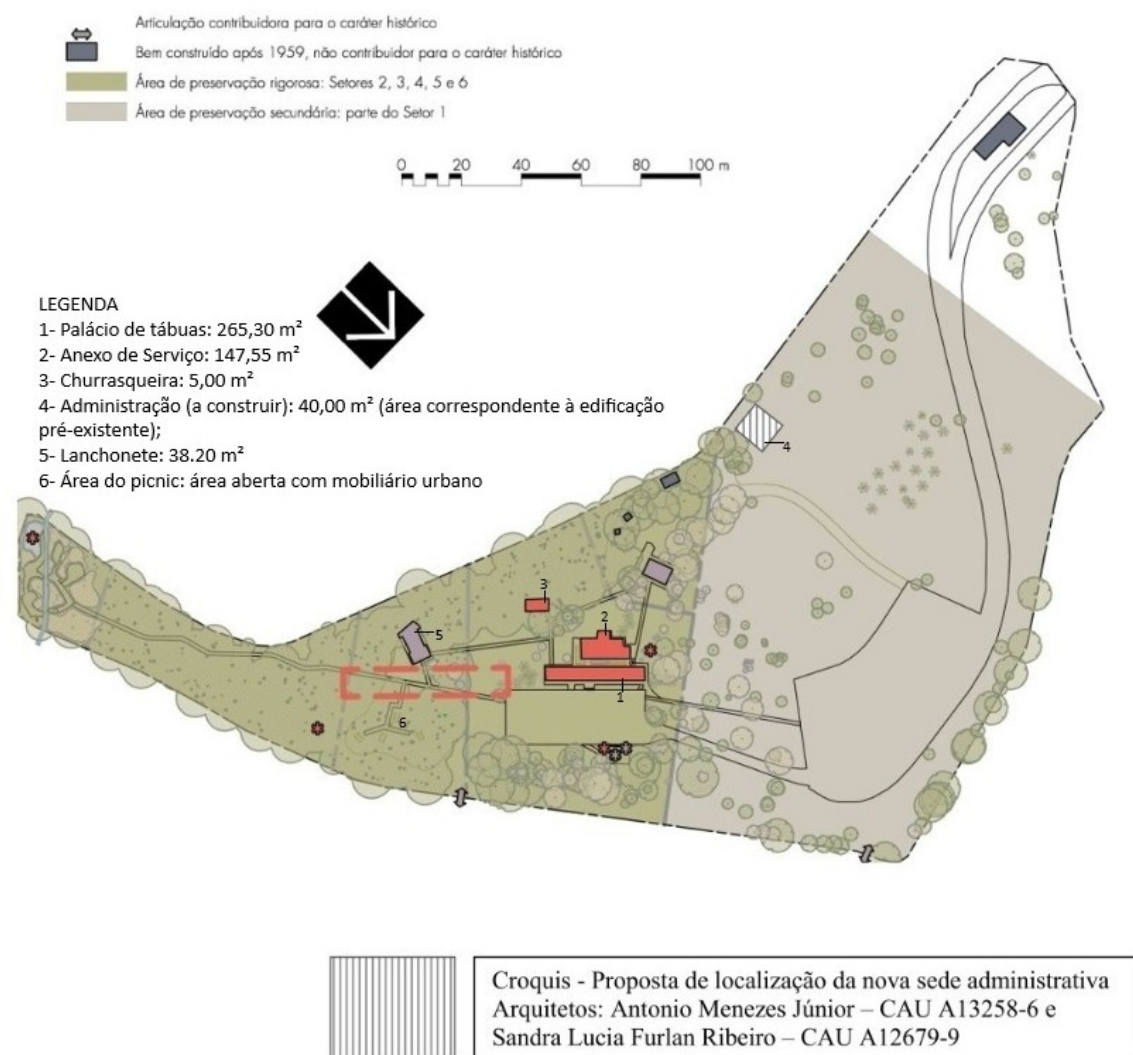 Articulação contribuidora para o caráter histórico
Bem construído após 1959, não contribuidor para o caráter histórico
Área de preservação rigorosa: Setores 2, 3, 4, 5 e 6
Área de preservação secundária: parte do Setor 1
0 20 40 60 80 100 m
LEGENDA
1- Palácio de tábuas: 265,30 m²
2- Anexo de Serviço: 147,55 m²
3- Churrasqueira: 5,00 m²
4- Administração (a construir): 40,00 m² (área correspondente à edificação
pré-existente);
5- Lanchonete: 38.20 m²
6- Área do picnic: área aberta com mobiliário urbano
4
3
2
5
1
6
Croquis - Proposta de localização da nova sede administrativa
Arquitetos: Antonio Menezes Júnior – CAU A13258-6 e
Sandra Lucia Furlan Ribeiro – CAU A12679-9